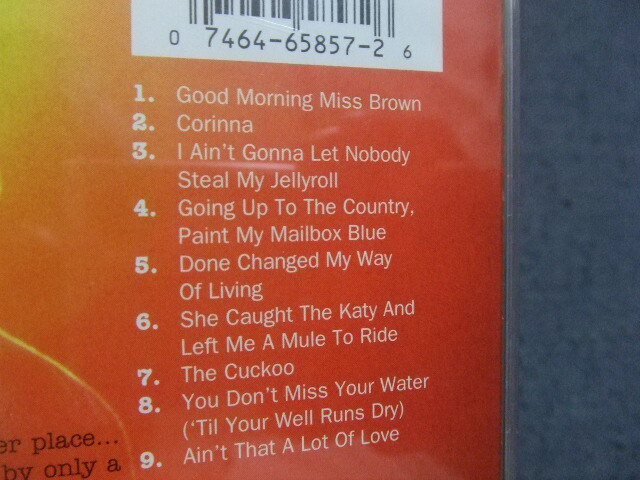 0 7464-65857-2 6
1. Good Morning Miss Brown
2. Corinna
3. I Ain't Gonna Let Nobody
Steal My Jellyroll
4. Going Up To The Country,
Paint My Mailbox Blue
5. Done Changed My Way
Of Living
6. She Caught The Katy And
Left Me A Mule To Ride
7. The Cuckoo
8. You Don't Miss Your Water
('Til Your Well Runs Dry)
9. Ain't That A Lot Of Love
er place...
by only a